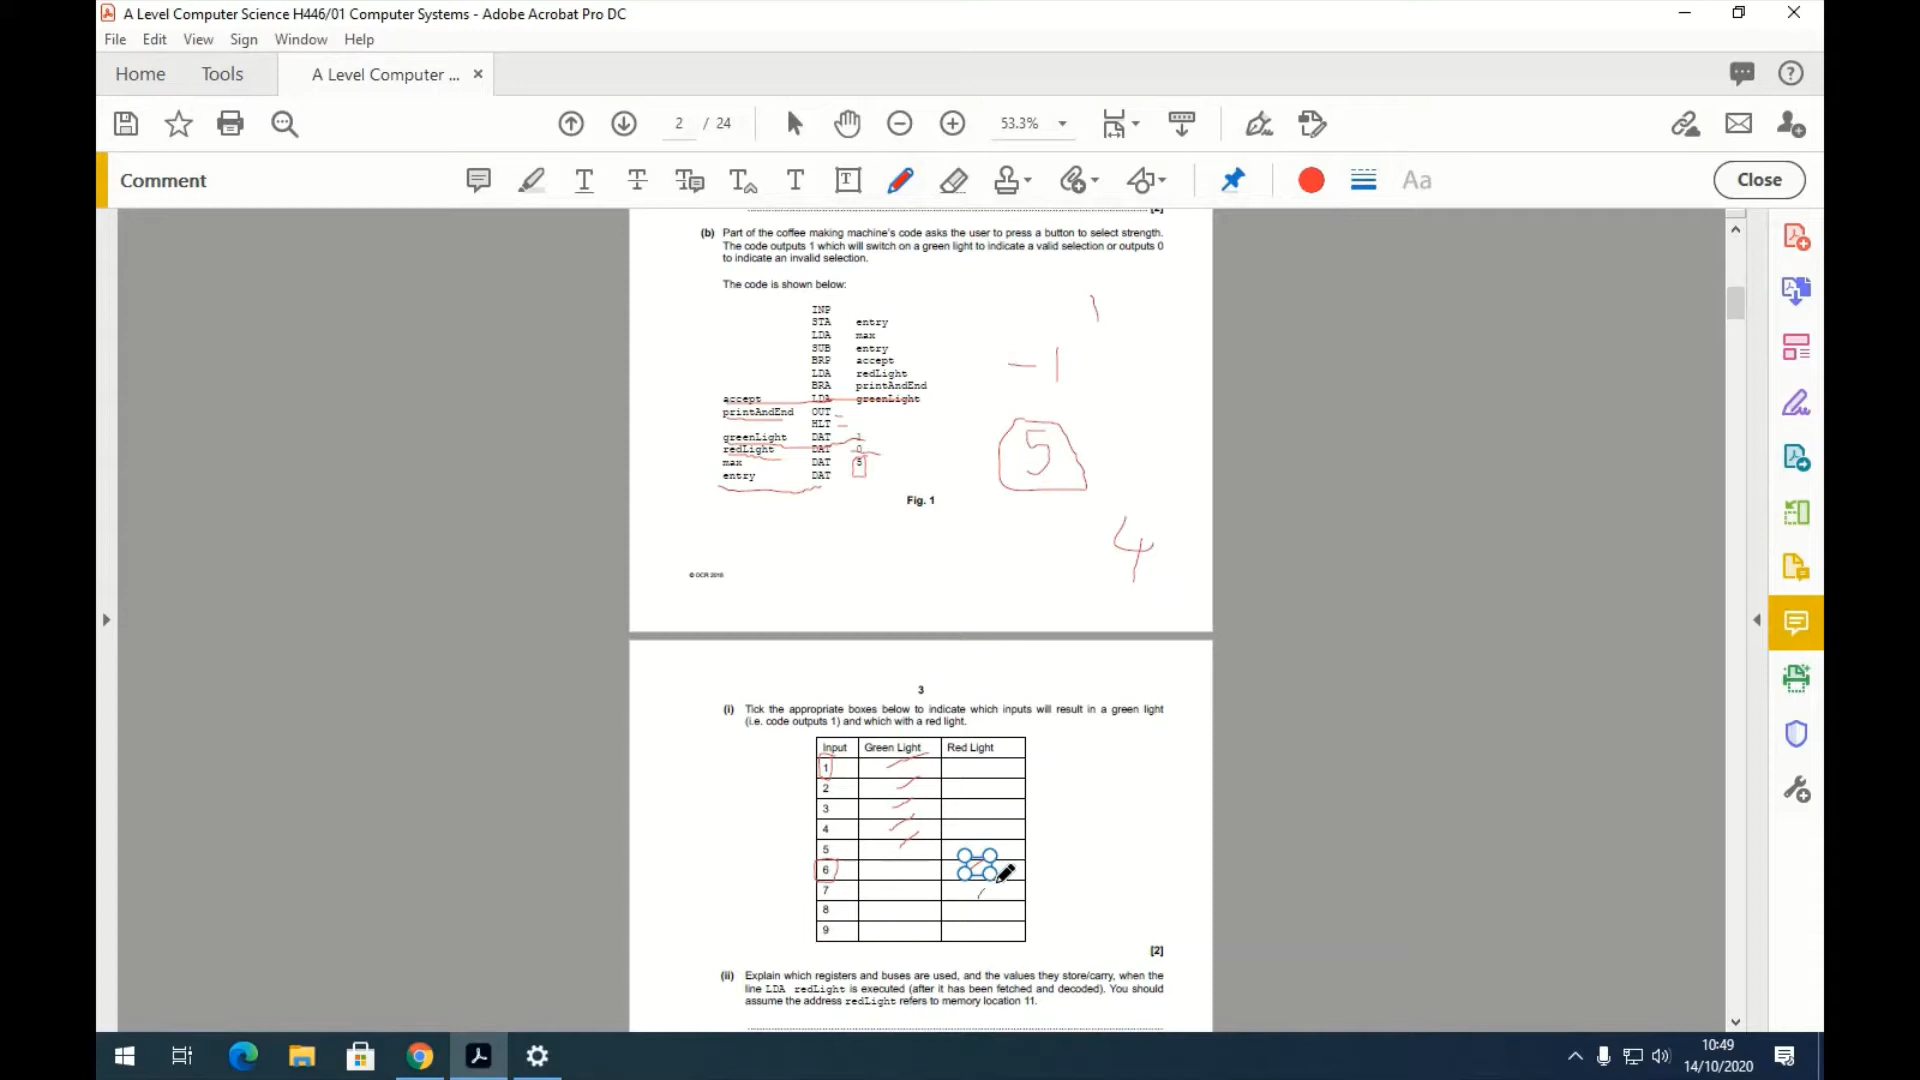 A Level Computer Science H446/01 Computer Systems - Adobe Acrobat Pro DC
File Edit View Sign Window Help
Home Tools A Level Computer ... ×
2 / 24 53.3%
Comment Aa Close
[2]
(b) Part of the coffee making machine's code asks the user to press a button to select strength.
The code outputs 1 which will switch on a green light to indicate a valid selection or outputs 0
to indicate an invalid selection.
The code is shown below:
INP
STA entry
LDA max
SUB entry
BRP accept
LDA redLight
BRA printAndEnd
accept LDA greenLight
printAndEnd OUT
HLT
greenLight DAT 1
redLight DAT 0
max DAT 5
entry DAT
-1
5
4
Fig. 1
© OCR 2018
3
(i) Tick the appropriate boxes below to indicate which inputs will result in a green light
(i.e. code outputs 1) and which with a red light.
Input Green Light Red Light
1
2
3
4
5
6
7
8
9
[2]
(ii) Explain which registers and buses are used, and the values they store/carry, when the
line LDA redLight is executed (after it has been fetched and decoded). You should
assume the address redLight refers to memory location 11.
10:49
14/10/2020